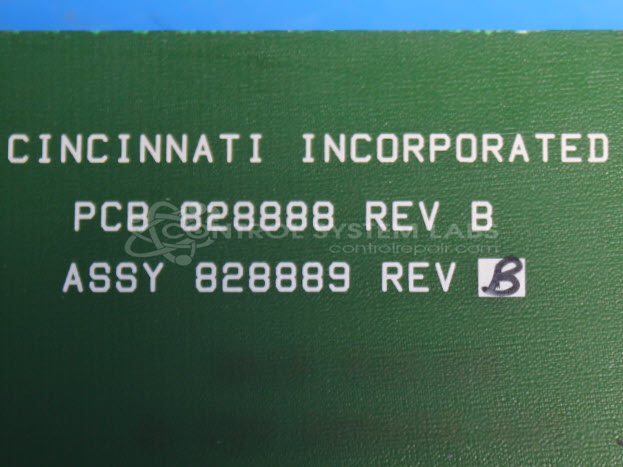 CINCINNATI INCORPORATED
PCB 828888 REV B
CONTROL SYSTEM LABS
controlrepair.com
ASSY 828889 REV B